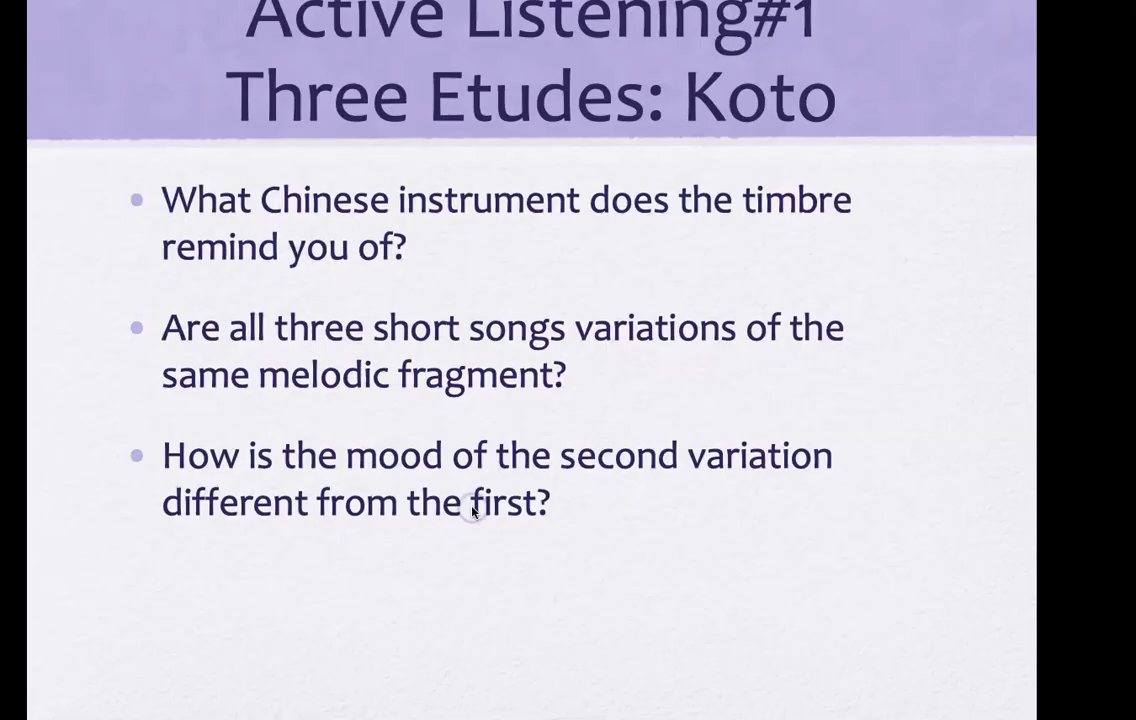 Active Listening#1
Three Etudes: Koto
• What Chinese instrument does the timbre
remind you of?
• Are all three short songs variations of the
same melodic fragment?
• How is the mood of the second variation
different from the first?